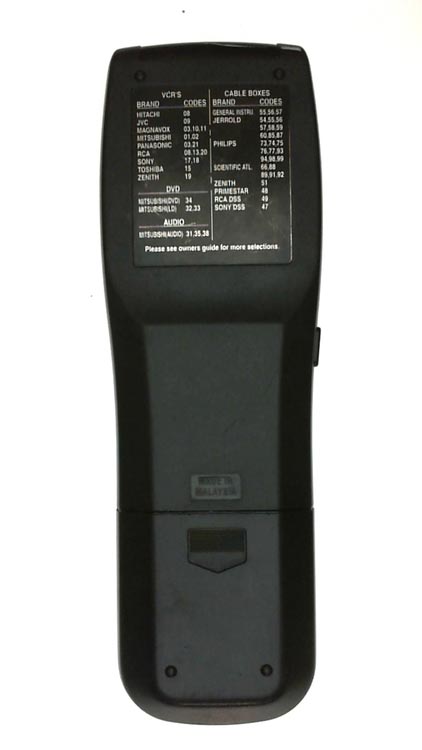 VCR'S
BRAND CODES
HITACHI 08
JVC 09
MAGNAVOX 03,10,11
MITSUBISHI 01,02
PANASONIC 03,21
RCA 08,13,20
SONY 17,18
TOSHIBA 15
ZENITH 19
DVD
MITSUBISHI(DVD) 34
MITSUBISHI(LD) 32,33
AUDIO
MITSUBISHI(AUDIO) 31,35,38
CABLE BOXES
BRAND CODES
GENERAL INSTRU. 55,56,57
JERROLD 54,55,56
57,58,59
60,85,87
PHILIPS 73,74,75
76,77,93
94,98,99
SCIENTIFIC ATL. 66,88
89,91,92
ZENITH 51
PRIMESTAR 48
RCA DSS 49
SONY DSS 47
Please see owners guide for more selections.
MADE IN
MALAYSIA